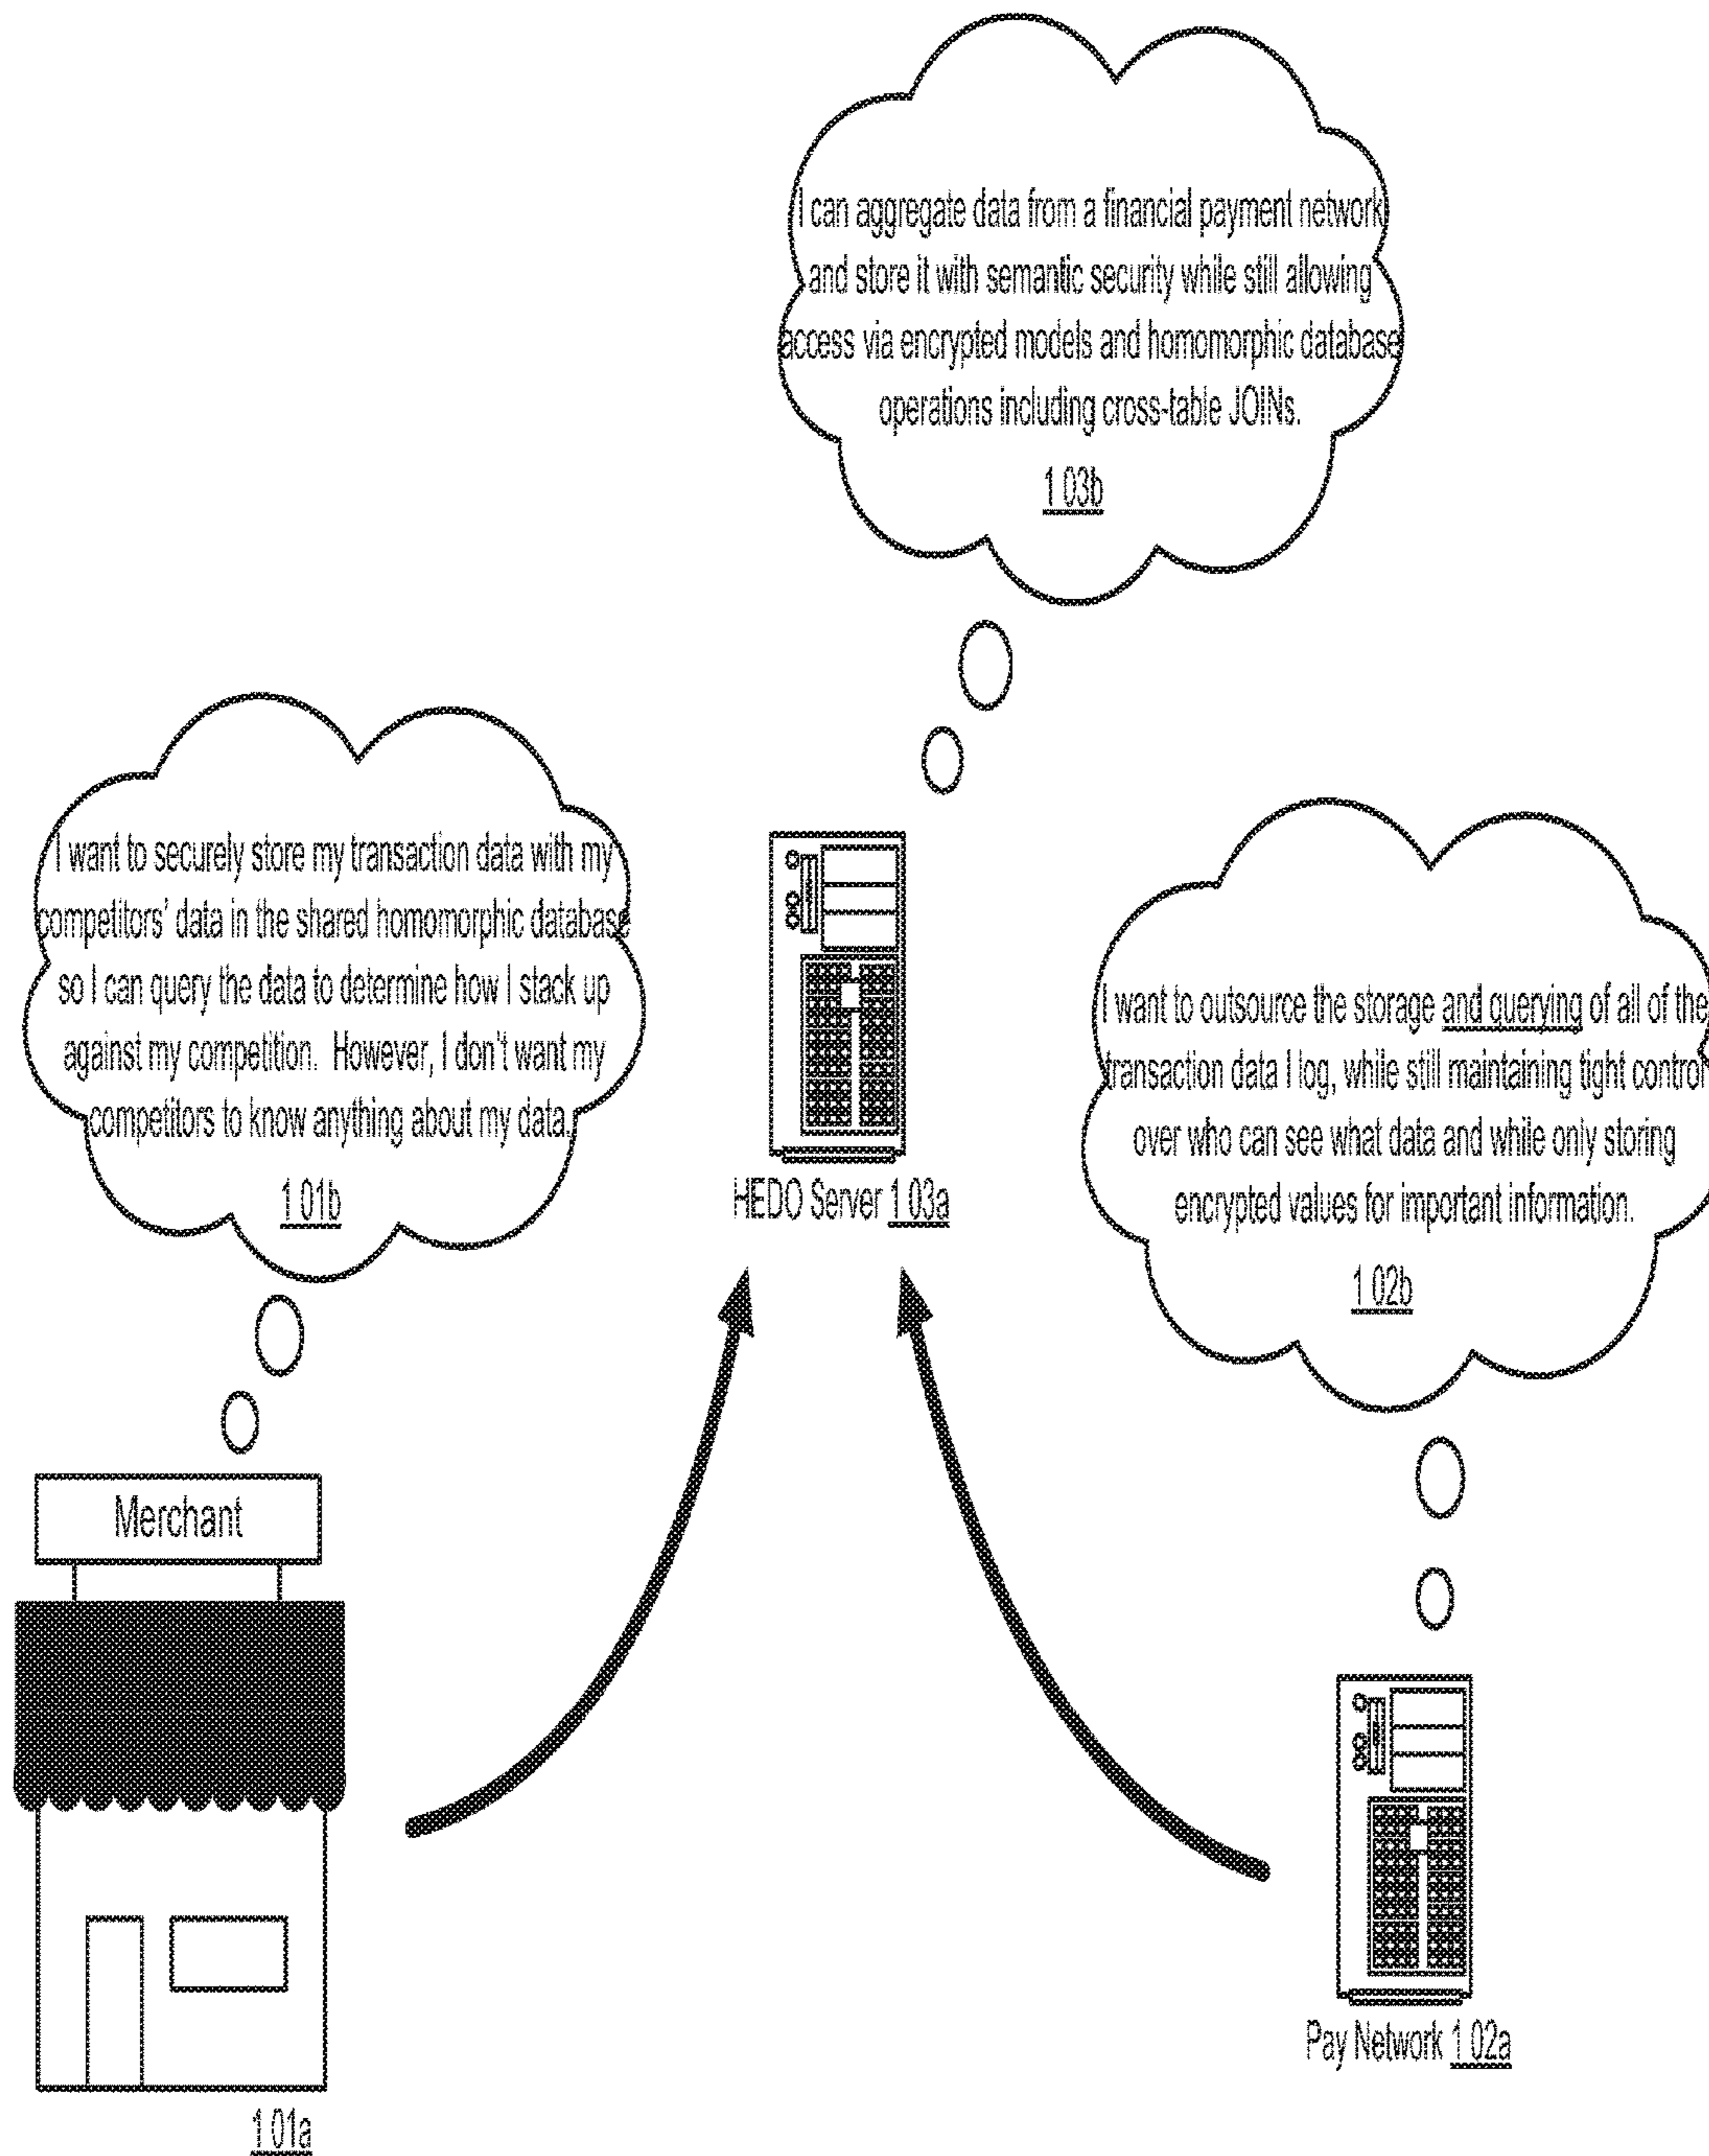 I can aggregate data from a financial payment network
and store it with semantic security while still allowing
access via encrypted models and homomorphic database
operations including cross-table JOINs.
103b
I want to securely store my transaction data with my
competitors' data in the shared homomorphic database
so I can query the data to determine how I stack up
against my competition. However, I don't want my
competitors to know anything about my data.
101b
HEDO Server 103a
I want to outsource the storage and querying of all of the
transaction data I log, while still maintaining tight control
over who can see what data and while only storing
encrypted values for important information.
102b
Merchant
101a
Pay Network 102a